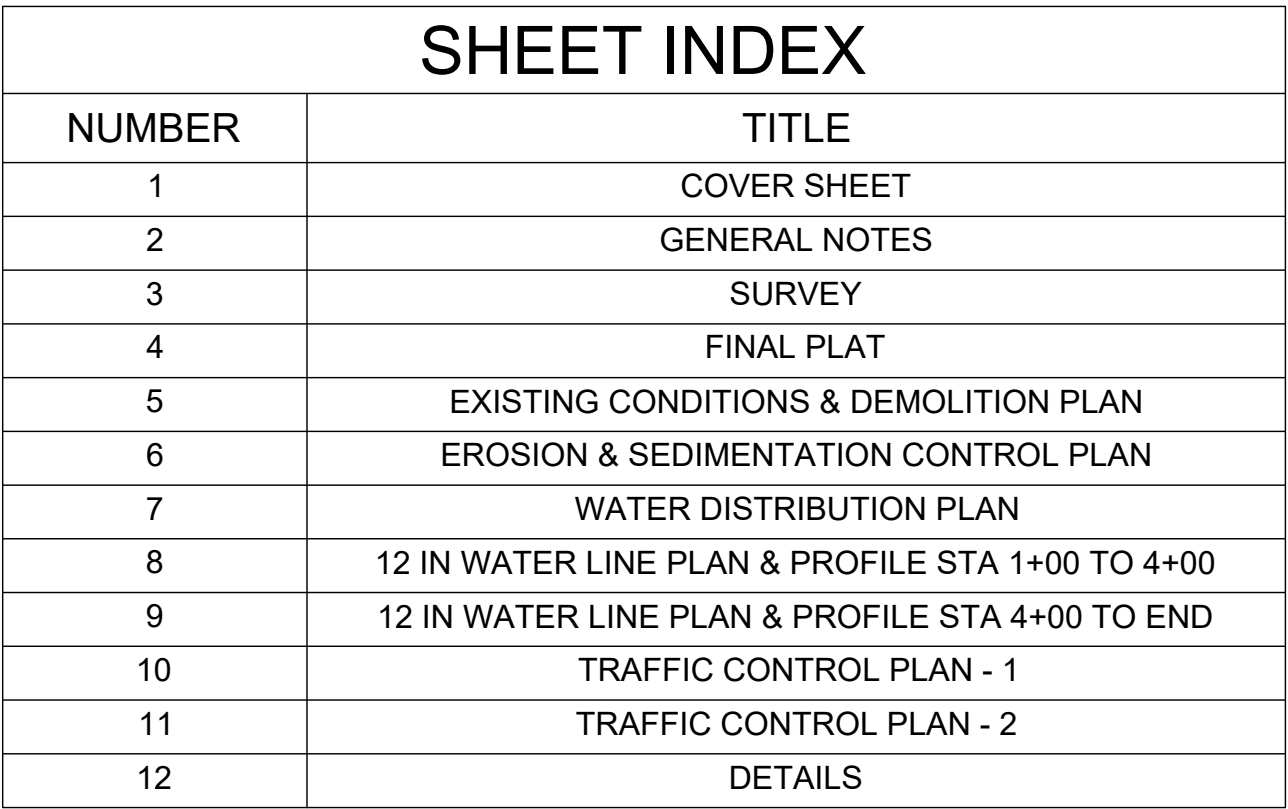 SHEET INDEX
NUMBER TITLE
1 COVER SHEET
2 GENERAL NOTES
3 SURVEY
4 FINAL PLAT
5 EXISTING CONDITIONS & DEMOLITION PLAN
6 EROSION & SEDIMENTATION CONTROL PLAN
7 WATER DISTRIBUTION PLAN
8 12 IN WATER LINE PLAN & PROFILE STA 1+00 TO 4+00
9 12 IN WATER LINE PLAN & PROFILE STA 4+00 TO END
10 TRAFFIC CONTROL PLAN - 1
11 TRAFFIC CONTROL PLAN - 2
12 DETAILS